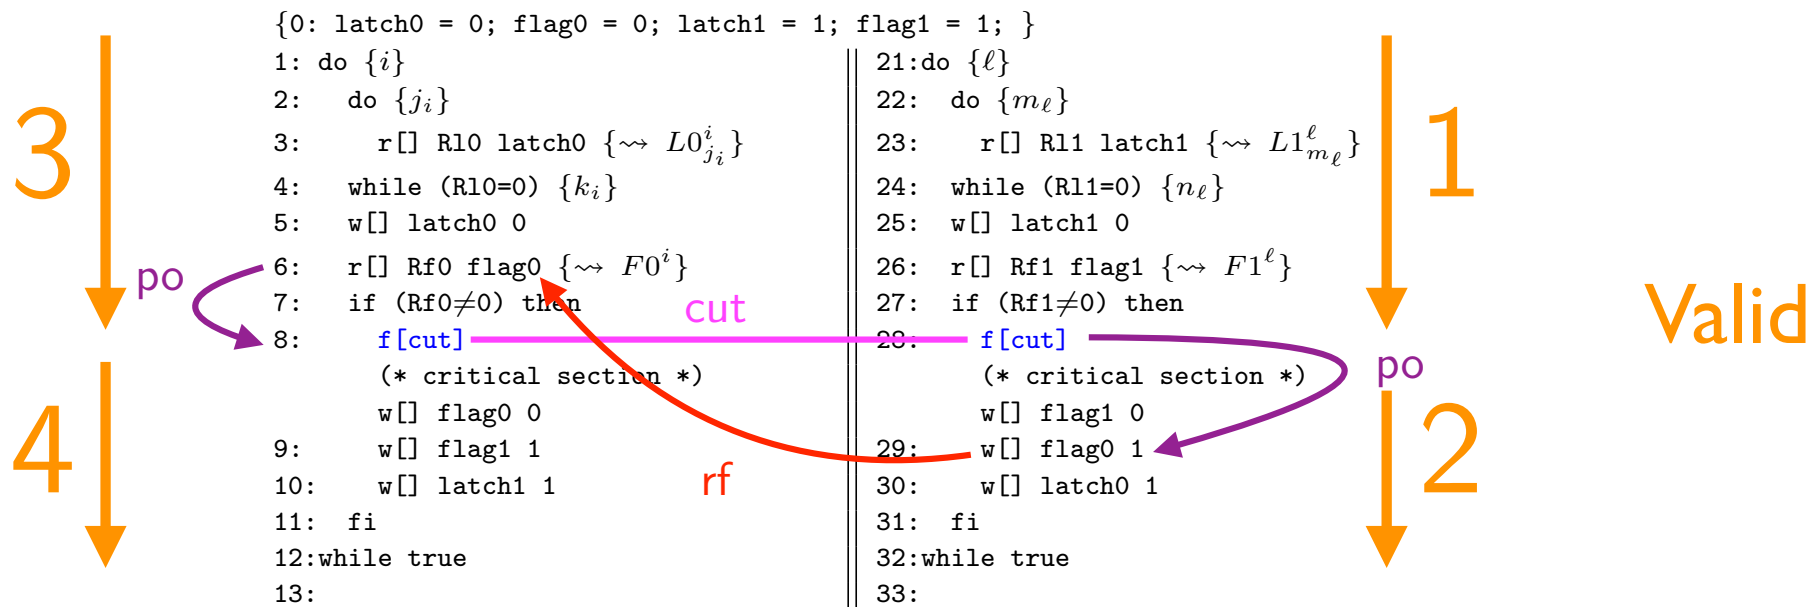 {0: latch0 = 0; flag0 = 0; latch1 = 1; flag1 = 1; }
1: do {i} 21:do {ℓ}
2: do {j_i} 22: do {m_ℓ}
3: r[] Rl0 latch0 {⇝ L0^i_{j_i}} 23: r[] Rl1 latch1 {⇝ L1^ℓ_{m_ℓ}}
3 1
4: while (Rl0=0) {k_i} 24: while (Rl1=0) {n_ℓ}
5: w[] latch0 0 25: w[] latch1 0
6: r[] Rf0 flag0 {⇝ F0^i} 26: r[] Rf1 flag1 {⇝ F1^ℓ}
po
7: if (Rf0≠0) then 27: if (Rf1≠0) then
cut
Valid
8: f[cut] 28: f[cut]
po
(* critical section *) (* critical section *)
w[] flag0 0 w[] flag1 0
4 2
9: w[] flag1 1 29: w[] flag0 1
rf
10: w[] latch1 1 30: w[] latch0 1
11: fi 31: fi
12:while true 32:while true
13: 33: